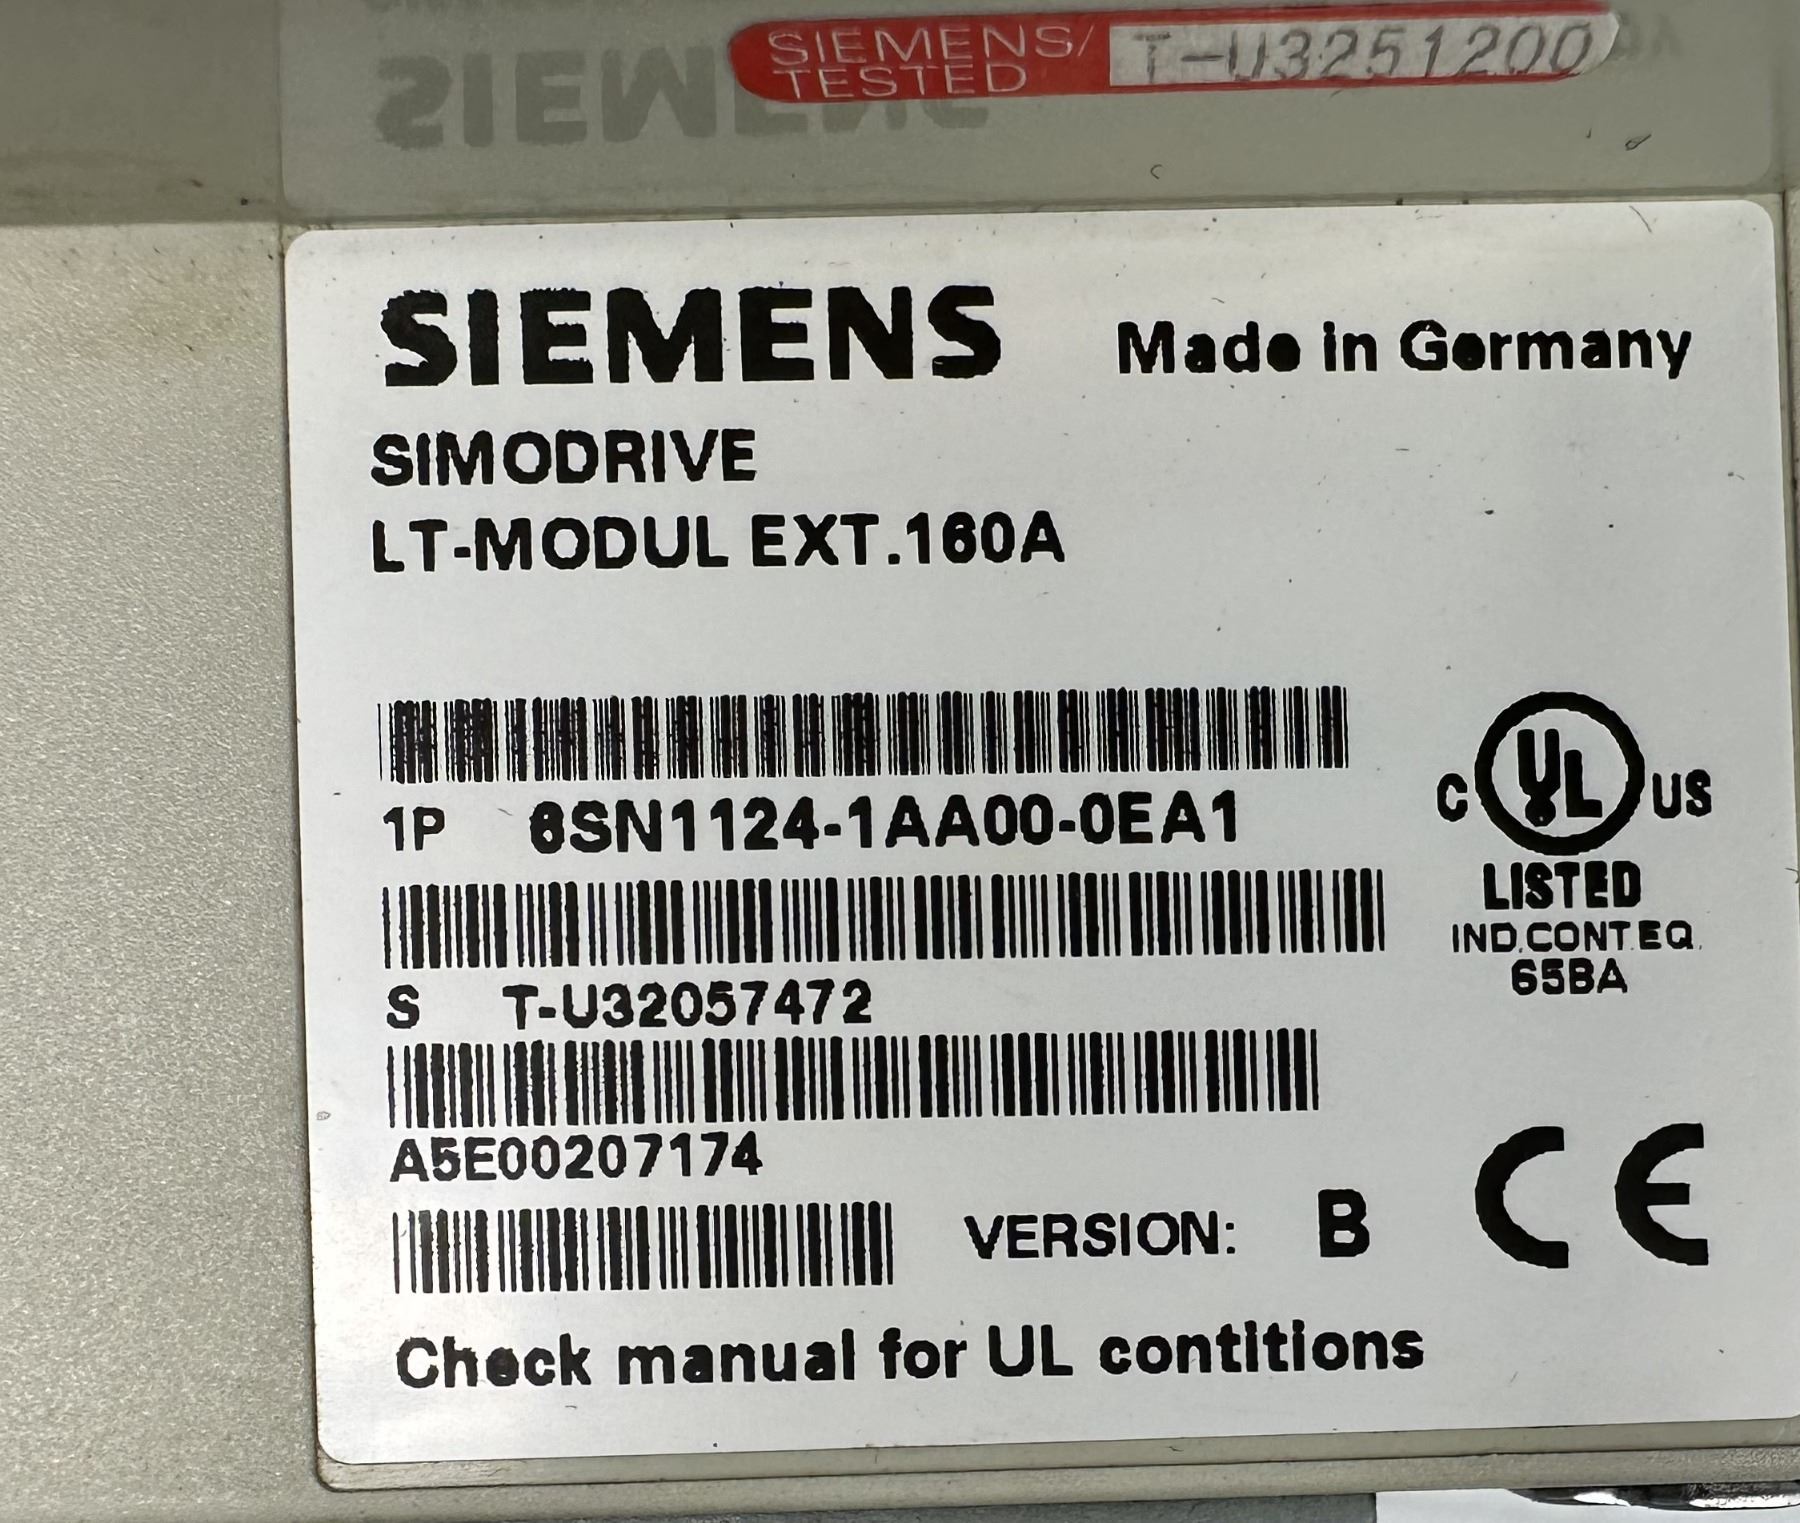 SIEMENS/
TESTED
T-U3251200
SIEMENS
SIEMENS
Made in Germany
SIMODRIVE
LT-MODUL EXT.160A
1P 6SN1124-1AA00-0EA1
C UL US
LISTED
IND.CONT.EQ.
65BA
S T-U32057472
A5E00207174
VERSION: B
CE
Check manual for UL contitions